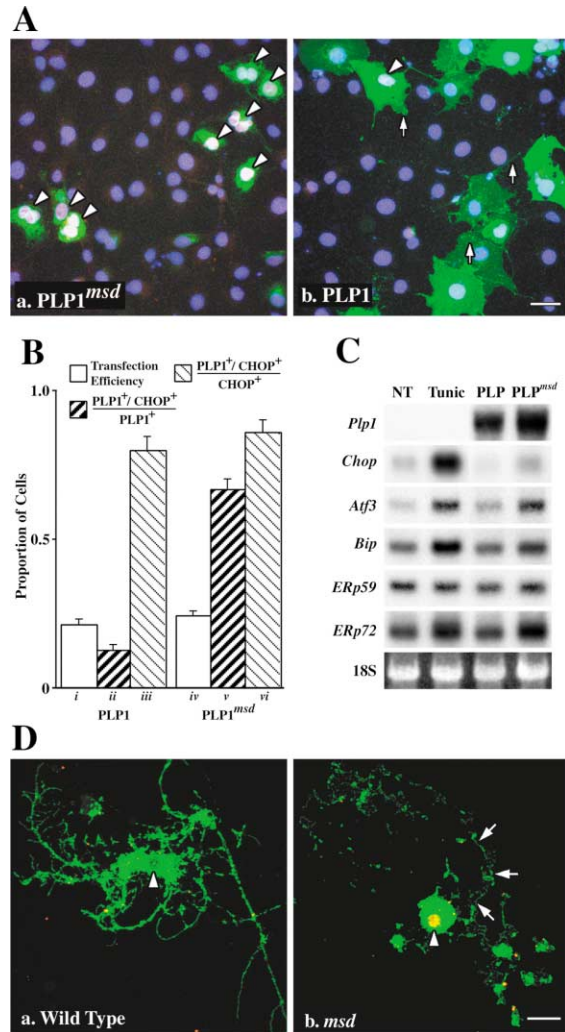 A
a. PLP1msd
b. PLP1
B
Transfection Efficiency
PLP1+/ CHOP+
PLP1+
PLP1+/ CHOP+
CHOP+
Proportion of Cells
1.0
0.5
0
i ii iii iv v vi
PLP1 PLP1msd
C
NT Tunic PLP PLPmsd
Plp1
Chop
Atf3
Bip
ERp59
ERp72
18S
D
a. Wild Type
b. msd